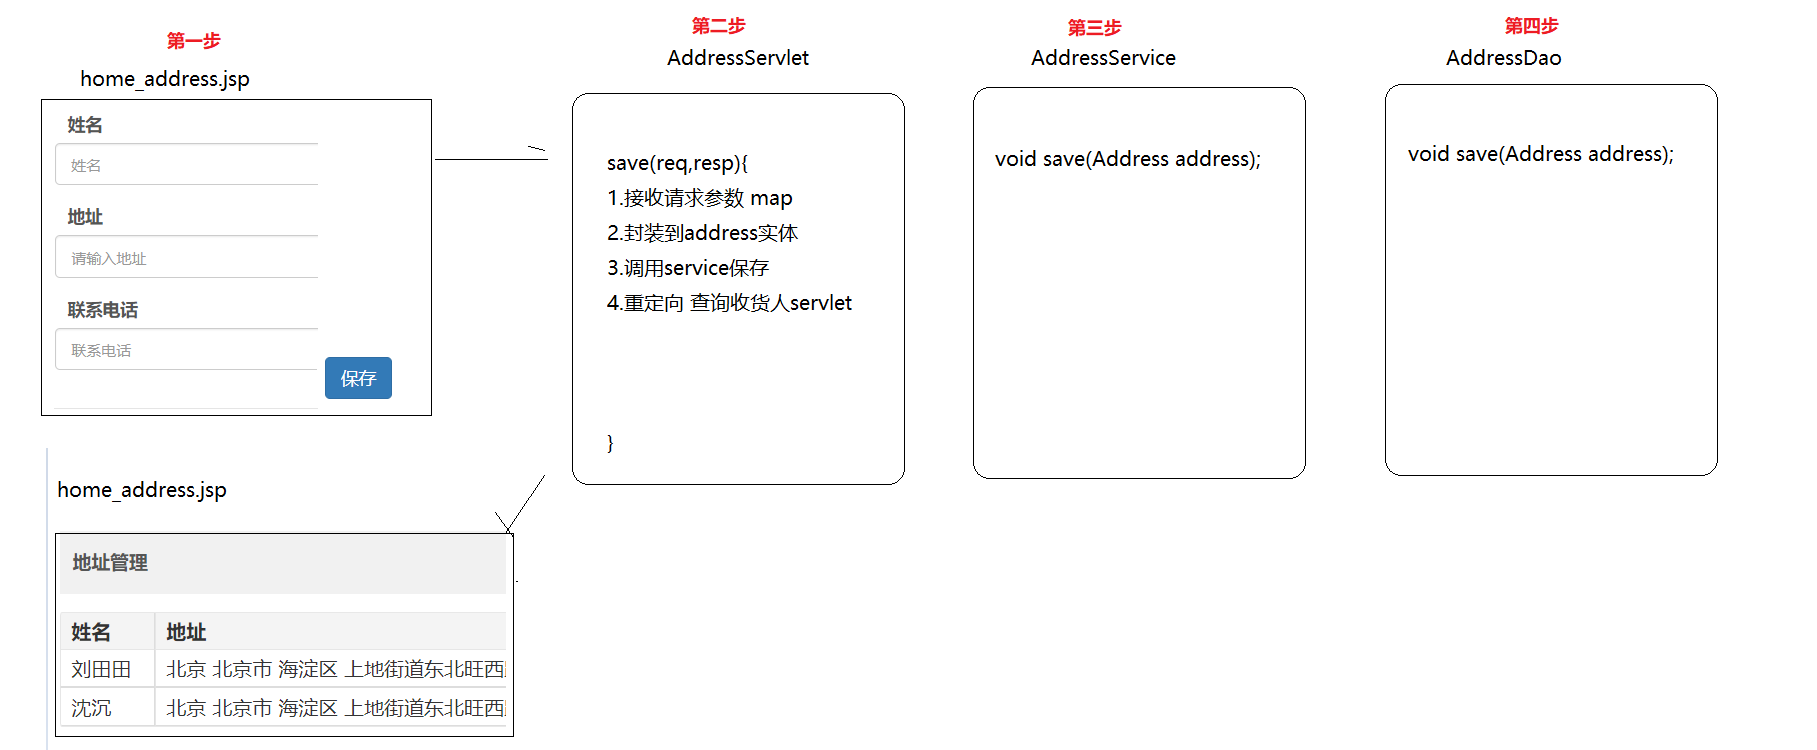 第一步
home_address.jsp
姓名
姓名
地址
请输入地址
联系电话
联系电话
保存
第二步
AddressServlet
save(req,resp){
1.接收请求参数 map
2.封装到address实体
3.调用service保存
4.重定向 查询收货人servlet
}
第三步
AddressService
void save(Address address);
第四步
AddressDao
void save(Address address);
home_address.jsp
地址管理
姓名 地址
刘田田 北京 北京市 海淀区 上地街道东北旺西
沈沉 北京 北京市 海淀区 上地街道东北旺西